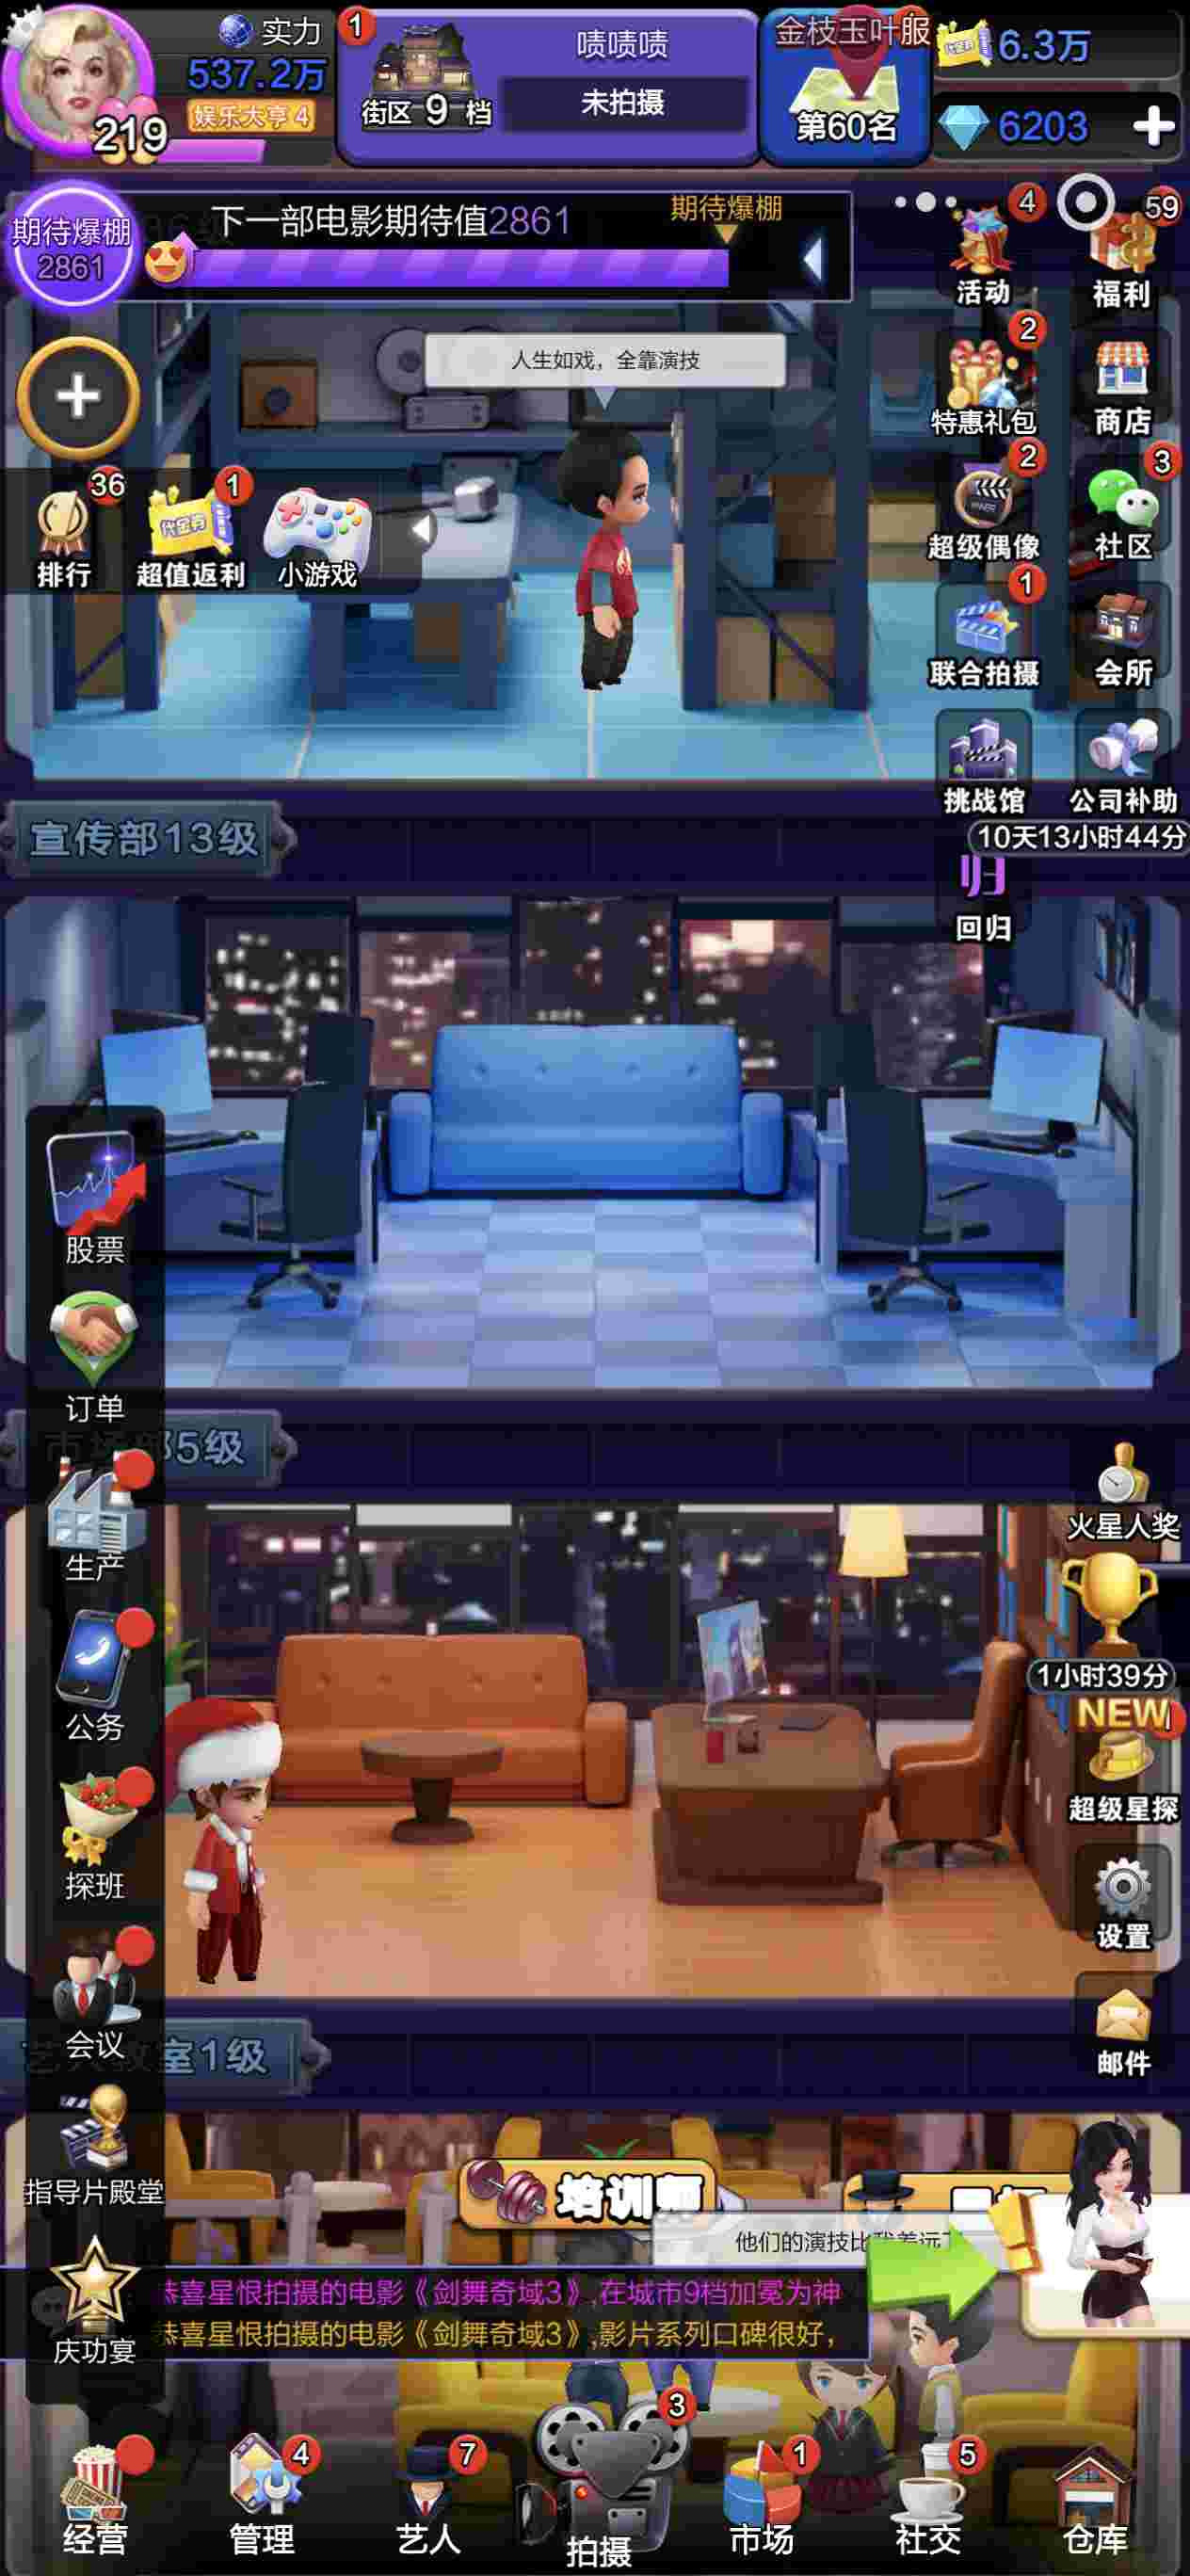 实力
537.2万
娱乐大亨 4
219
1
街区 9 档
啧啧啧
未拍摄
金枝玉叶服
第60名
6.3万
6203
期待爆棚
2861
下一部电影期待值2861
期待爆棚
4
活动
59
福利
人生如戏，全靠演技
2
特惠礼包
商店
36
排行
1
超值返利
小游戏
2
超级偶像
3
社区
1
联合拍摄
会所
挑战馆
公司补助
10天13小时44分
宣传部13级
归
回归
股票
订单
市场部5级
生产
火星人奖
公务
1小时39分
NEW
超级星探
探班
设置
会议
艺人教室1级
邮件
指导片殿堂
培训师
他们的演技比我差远了
恭喜星恨拍摄的电影《剑舞奇域3》,在城市9档加冕为神
恭喜星恨拍摄的电影《剑舞奇域3》,影片系列口碑很好，
庆功宴
经营
4
管理
7
艺人
3
拍摄
1
市场
5
社交
仓库